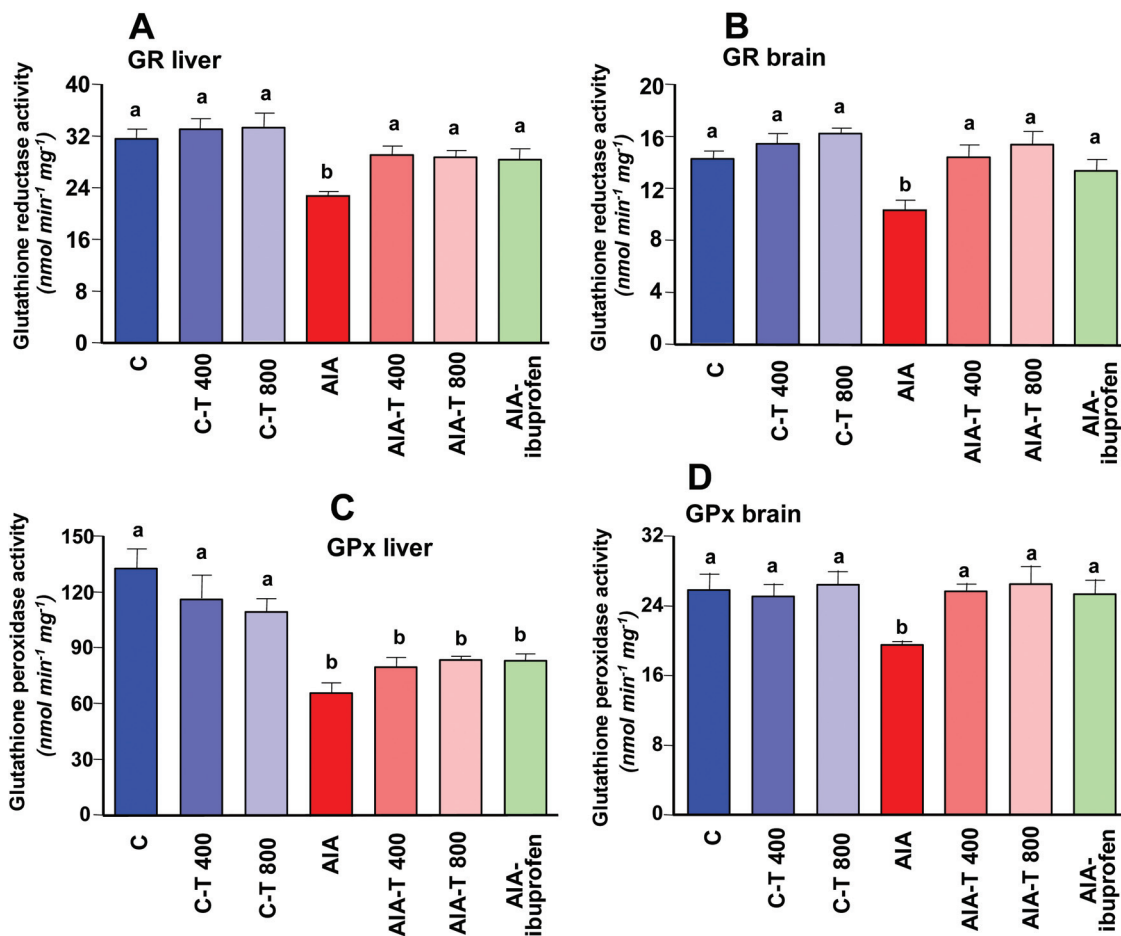 A
GR liver
Glutathione reductase activity
(nmol min⁻¹ mg⁻¹)
40
32
24
16
8
0
a
a
a
b
a
a
a
C
C-T 400
C-T 800
AIA
AIA-T 400
AIA-T 800
AIA-
ibuprofen
B
GR brain
Glutathione reductase activity
(nmol min⁻¹ mg⁻¹)
20
16
12
8
4
0
a
a
a
b
a
a
a
C
C-T 400
C-T 800
AIA
AIA-T 400
AIA-T 800
AIA-
ibuprofen
C
GPx liver
Glutathione peroxidase activity
(nmol min⁻¹ mg⁻¹)
150
120
90
60
30
0
a
a
a
b
b
b
b
C
C-T 400
C-T 800
AIA
AIA-T 400
AIA-T 800
AIA-
ibuprofen
D
GPx brain
Glutathione peroxidase activity
(nmol min⁻¹ mg⁻¹)
32
24
16
8
0
a
a
a
b
a
a
a
C
C-T 400
C-T 800
AIA
AIA-T 400
AIA-T 800
AIA-
ibuprofen